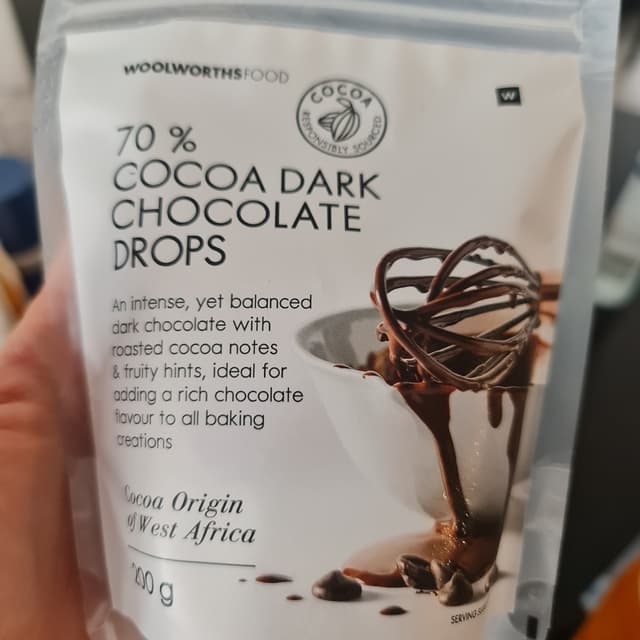 WOOLWORTHSFOOD
COCOA
RESPONSIBLY SOURCED
W
70 %
COCOA DARK
CHOCOLATE
DROPS
An intense, yet balanced
dark chocolate with
roasted cocoa notes
& fruity hints, ideal for
adding a rich chocolate
flavour to all baking
creations
Cocoa Origin
of West Africa
200 g
SERVING